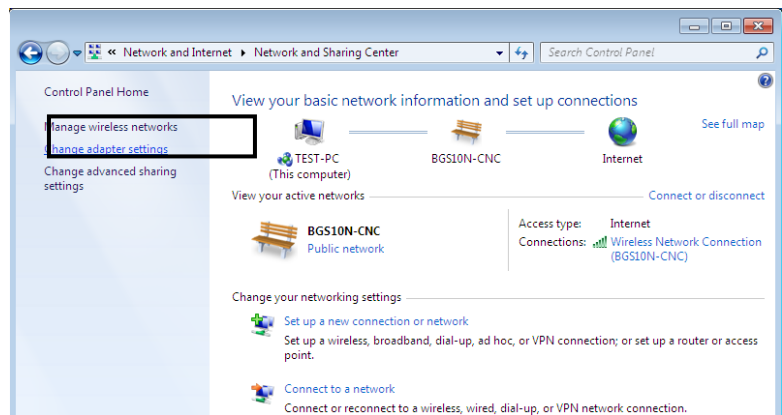 « Network and Internet ▸ Network and Sharing Center
Search Control Panel
Control Panel Home
Manage wireless networks
Change adapter settings
Change advanced sharing
settings
View your basic network information and set up connections
See full map
TEST-PC
(This computer)
BGS10N-CNC
Internet
View your active networks
Connect or disconnect
BGS10N-CNC
Public network
Access type: Internet
Connections: Wireless Network Connection
(BGS10N-CNC)
Change your networking settings
Set up a new connection or network
Set up a wireless, broadband, dial-up, ad hoc, or VPN connection; or set up a router or access
point.
Connect to a network
Connect or reconnect to a wireless, wired, dial-up, or VPN network connection.